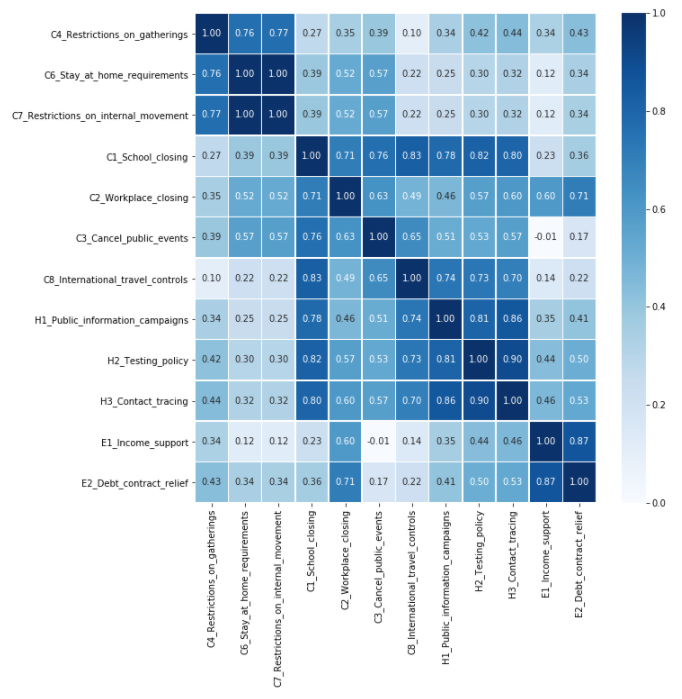 C4_Restrictions_on_gatherings 1.00 0.76 0.77 0.27 0.35 0.39 0.10 0.34 0.42 0.44 0.34 0.43
C6_Stay_at_home_requirements 0.76 1.00 1.00 0.39 0.52 0.57 0.22 0.25 0.30 0.32 0.12 0.34
C7_Restrictions_on_internal_movement 0.77 1.00 1.00 0.39 0.52 0.57 0.22 0.25 0.30 0.32 0.12 0.34
C1_School_closing 0.27 0.39 0.39 1.00 0.71 0.76 0.83 0.78 0.82 0.80 0.23 0.36
C2_Workplace_closing 0.35 0.52 0.52 0.71 1.00 0.63 0.49 0.46 0.57 0.60 0.60 0.71
C3_Cancel_public_events 0.39 0.57 0.57 0.76 0.63 1.00 0.65 0.51 0.53 0.57 -0.01 0.17
C8_International_travel_controls 0.10 0.22 0.22 0.83 0.49 0.65 1.00 0.74 0.73 0.70 0.14 0.22
H1_Public_information_campaigns 0.34 0.25 0.25 0.78 0.46 0.51 0.74 1.00 0.81 0.86 0.35 0.41
H2_Testing_policy 0.42 0.30 0.30 0.82 0.57 0.53 0.73 0.81 1.00 0.90 0.44 0.50
H3_Contact_tracing 0.44 0.32 0.32 0.80 0.60 0.57 0.70 0.86 0.90 1.00 0.46 0.53
E1_Income_support 0.34 0.12 0.12 0.23 0.60 -0.01 0.14 0.35 0.44 0.46 1.00 0.87
E2_Debt_contract_relief 0.43 0.34 0.34 0.36 0.71 0.17 0.22 0.41 0.50 0.53 0.87 1.00
C4_Restrictions_on_gatherings
C6_Stay_at_home_requirements
C7_Restrictions_on_internal_movement
C1_School_closing
C2_Workplace_closing
C3_Cancel_public_events
C8_International_travel_controls
H1_Public_information_campaigns
H2_Testing_policy
H3_Contact_tracing
E1_Income_support
E2_Debt_contract_relief
1.0
0.8
0.6
0.4
0.2
0.0